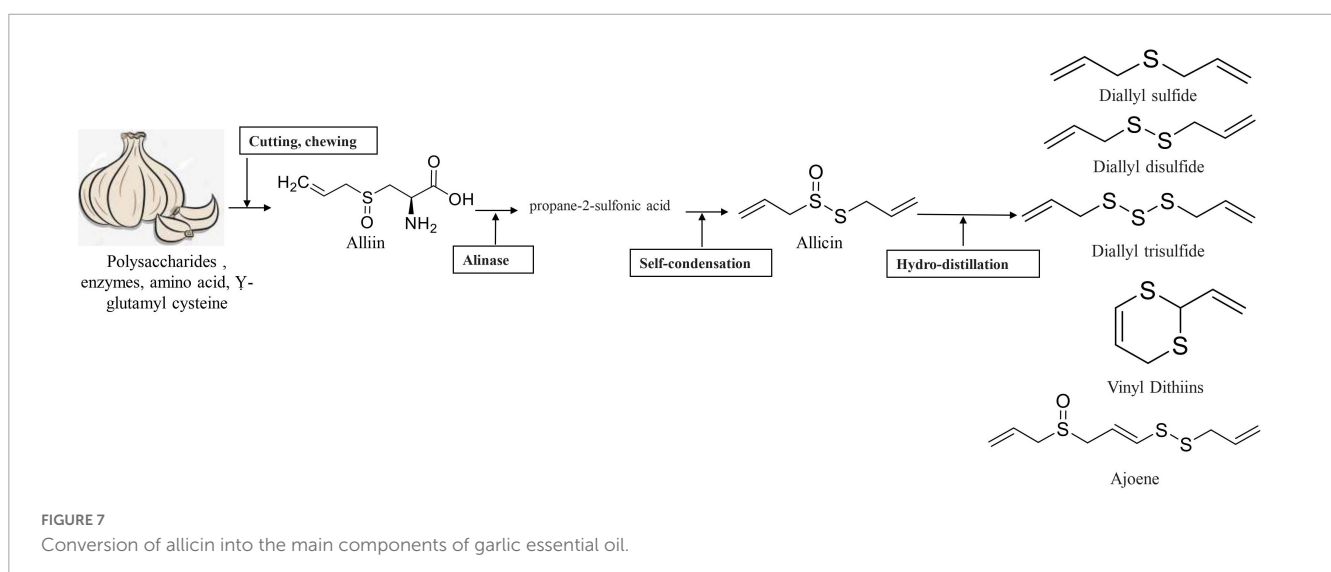 Cutting, chewing
Polysaccharides ,
enzymes, amino acid, Ɣ-
glutamyl cysteine
H₂C
S
O
O
OH
NH₂
Alliin
Alinase
propane-2-sulfonic acid
Self-condensation
O
S
S
Allicin
Hydro-distillation
S
Diallyl sulfide
S
S
Diallyl disulfide
S
S
S
Diallyl trisulfide
S
S
Vinyl Dithiins
O
S
S
S
Ajoene
FIGURE 7
Conversion of allicin into the main components of garlic essential oil.